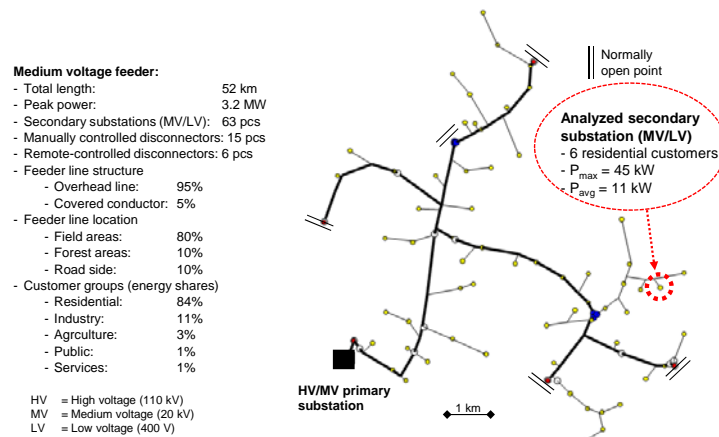 Medium voltage feeder:
- Total length: 52 km
- Peak power: 3.2 MW
- Secondary substations (MV/LV): 63 pcs
- Manually controlled disconnectors: 15 pcs
- Remote-controlled disconnectors: 6 pcs
- Feeder line structure
- Overhead line: 95%
- Covered conductor: 5%
- Feeder line location
- Field areas: 80%
- Forest areas: 10%
- Road side: 10%
- Customer groups (energy shares)
- Residential: 84%
- Industry: 11%
- Agrculture: 3%
- Public: 1%
- Services: 1%
HV = High voltage (110 kV)
MV = Medium voltage (20 kV)
LV = Low voltage (400 V)
Normally
open point
Analyzed secondary
substation (MV/LV)
- 6 residential customers
- Pmax = 45 kW
- Pavg = 11 kW
HV/MV primary
substation
1 km